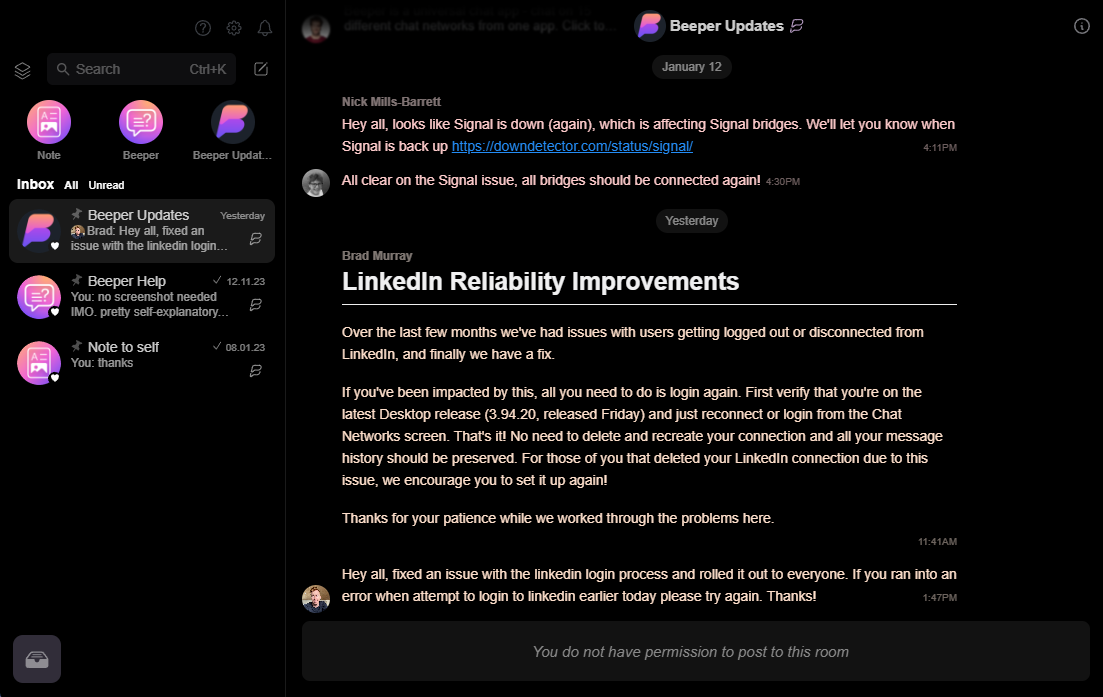 different chat networks from one app. Click to...
Beeper Updates
Search Ctrl+K
January 12
Note Beeper Beeper Updat...
Nick Mills-Barrett
Hey all, looks like Signal is down (again), which is affecting Signal bridges. We'll let you know when
Signal is back up https://downdetector.com/status/signal/ 4:11PM
All clear on the Signal issue, all bridges should be connected again! 4:30PM
Inbox All Unread
Beeper Updates Yesterday
Brad: Hey all, fixed an
issue with the linkedin login...
Beeper Help 12.11.23
You: no screenshot needed
IMO. pretty self-explanatory...
Note to self 08.01.23
You: thanks
Yesterday
Brad Murray
LinkedIn Reliability Improvements
Over the last few months we've had issues with users getting logged out or disconnected from
LinkedIn, and finally we have a fix.
If you've been impacted by this, all you need to do is login again. First verify that you're on the
latest Desktop release (3.94.20, released Friday) and just reconnect or login from the Chat
Networks screen. That's it! No need to delete and recreate your connection and all your message
history should be preserved. For those of you that deleted your LinkedIn connection due to this
issue, we encourage you to set it up again!
Thanks for your patience while we worked through the problems here.
11:41AM
Hey all, fixed an issue with the linkedin login process and rolled it out to everyone. If you ran into an
error when attempt to login to linkedin earlier today please try again. Thanks! 1:47PM
You do not have permission to post to this room